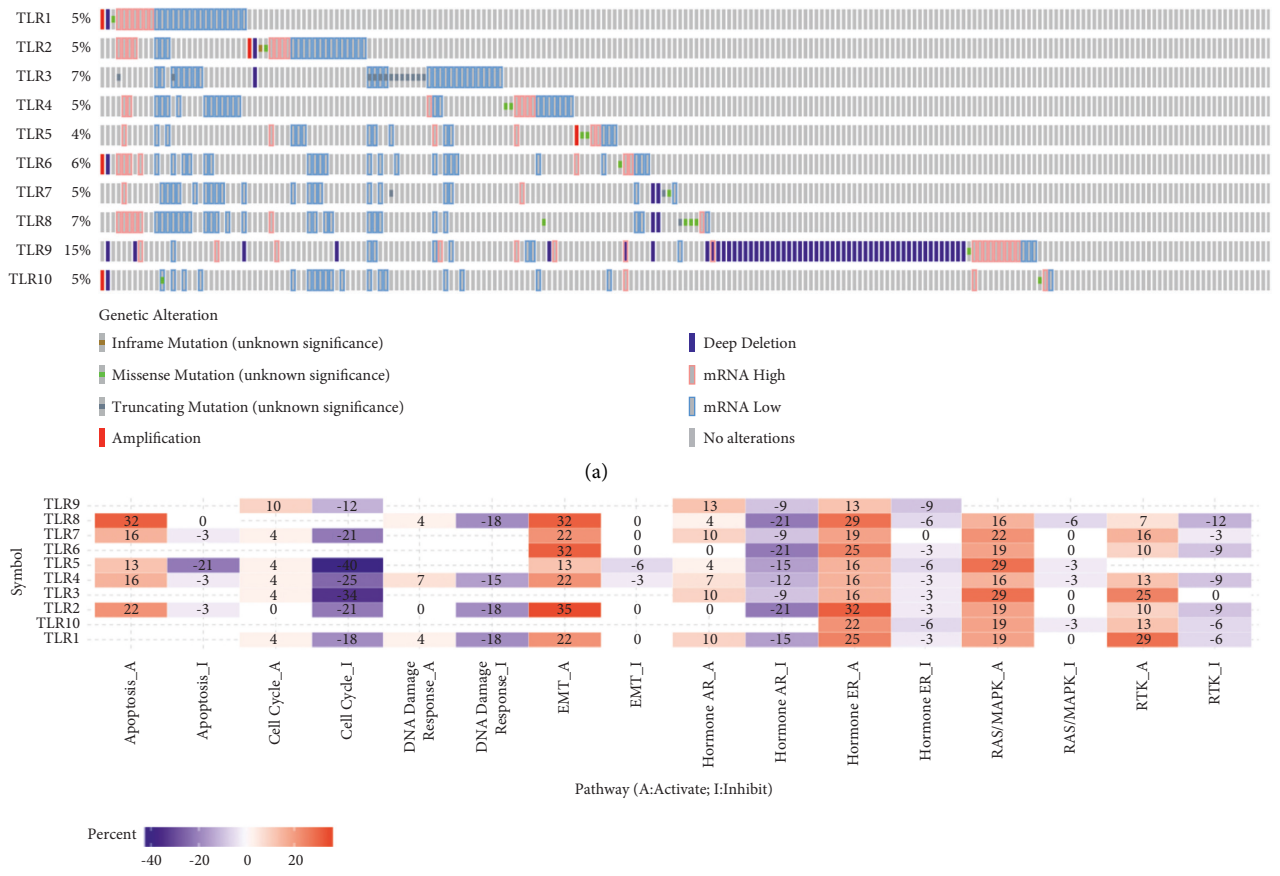 TLR1 5%
TLR2 5%
TLR3 7%
TLR4 5%
TLR5 4%
TLR6 6%
TLR7 5%
TLR8 7%
TLR9 15%
TLR10 5%
Genetic Alteration
Inframe Mutation (unknown significance)
Missense Mutation (unknown significance)
Truncating Mutation (unknown significance)
Amplification
Deep Deletion
mRNA High
mRNA Low
No alterations
(a)
Symbol
TLR9 10 -12 13 -9 13 -9
TLR8 32 0 4 -18 32 0 4 -21 29 -6 16 -6 7 -12
TLR7 16 -3 4 -21 22 0 10 -9 19 0 22 0 16 -3
TLR6 32 0 0 -21 25 -3 19 0 10 -9
TLR5 13 -21 4 -40 13 -6 4 -15 16 -3 29 -3
TLR4 16 -3 4 -25 7 -15 22 -3 7 -12 16 -3 16 -3 13 -9
TLR3 4 -34 10 -9 16 -3 29 0 25 0
TLR2 22 -3 0 -21 0 -18 35 0 0 -21 32 -3 19 0 10 -9
TLR10 22 -6 19 -3 13 -6
TLR1 4 -18 4 -18 22 0 10 -15 25 -3 19 0 29 -6
Apoptosis_A
Apoptosis_I
Cell Cycle_A
Cell Cycle_I
DNA Damage
Response_A
DNA Damage
Response_I
EMT_A
EMT_I
Hormone AR_A
Hormone AR_I
Hormone ER_A
Hormone ER_I
RAS/MAPK_A
RAS/MAPK_I
RTK_A
RTK_I
Pathway (A:Activate; I:Inhibit)
Percent
-40 -20 0 20